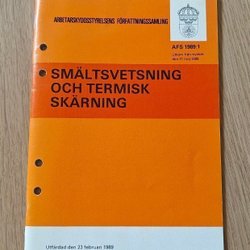 ARBETARSKYDDSSTYRELSENS FÖRFATTNINGSSAMLING
AFS 1989:1
SMÄLTSVETSNING
OCH TERMISK
SKÄRNING
Utfärdad den 23 februari 1989